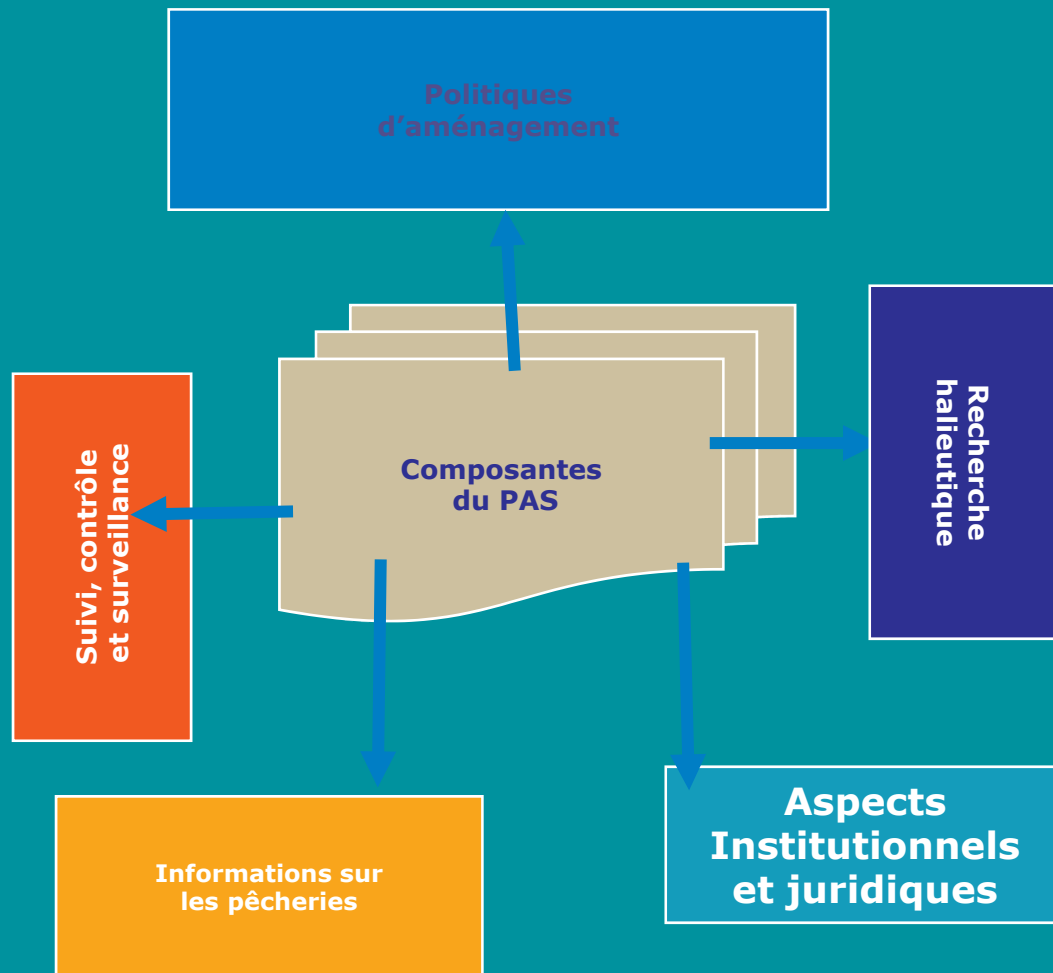 Politiques
d’aménagement
Composantes
du PAS
Recherche
halieutique
Suivi, contrôle
et surveillance
Informations sur
les pêcheries
Aspects
Institutionnels
et juridiques